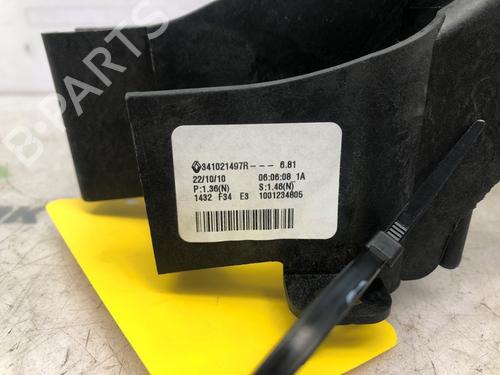 341021497R--- 6.81
22/10/10 06:06:08 1A
P:1.36(N) S:1.46(N)
1432 F34 E3 1001234805
B-PARTS